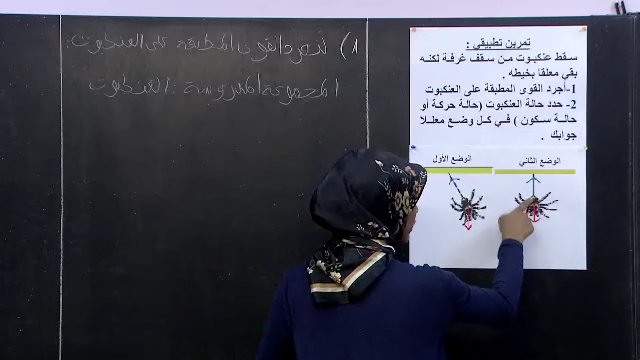 1) لنجرد القوى المطبقة على العنكبوت:
المجموعة المدروسة: العنكبوت
تمرين تطبيقي :
سقط عنكبوت من سقف غرفة لكنه
بقي معلقا بخيطه .
1-أجرد القوى المطبقة على العنكبوت
2- حدد حالة العنكبوت (حالة حركة أو
حالة سكون ) في كل وضع معللا
جوابك .
الوضع الثاني
الوضع الأول